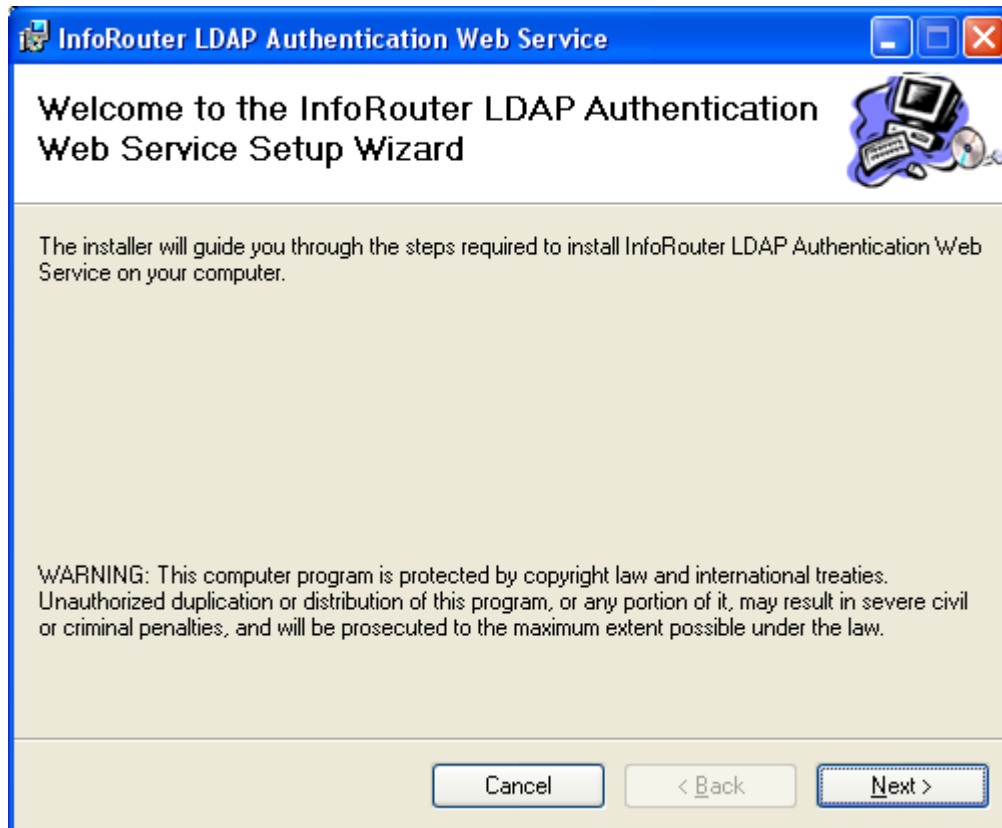 InfoRouter LDAP Authentication Web Service
Welcome to the InfoRouter LDAP Authentication
Web Service Setup Wizard
The installer will guide you through the steps required to install InfoRouter LDAP Authentication Web
Service on your computer.
WARNING: This computer program is protected by copyright law and international treaties.
Unauthorized duplication or distribution of this program, or any portion of it, may result in severe civil
or criminal penalties, and will be prosecuted to the maximum extent possible under the law.
Cancel
< Back
Next >